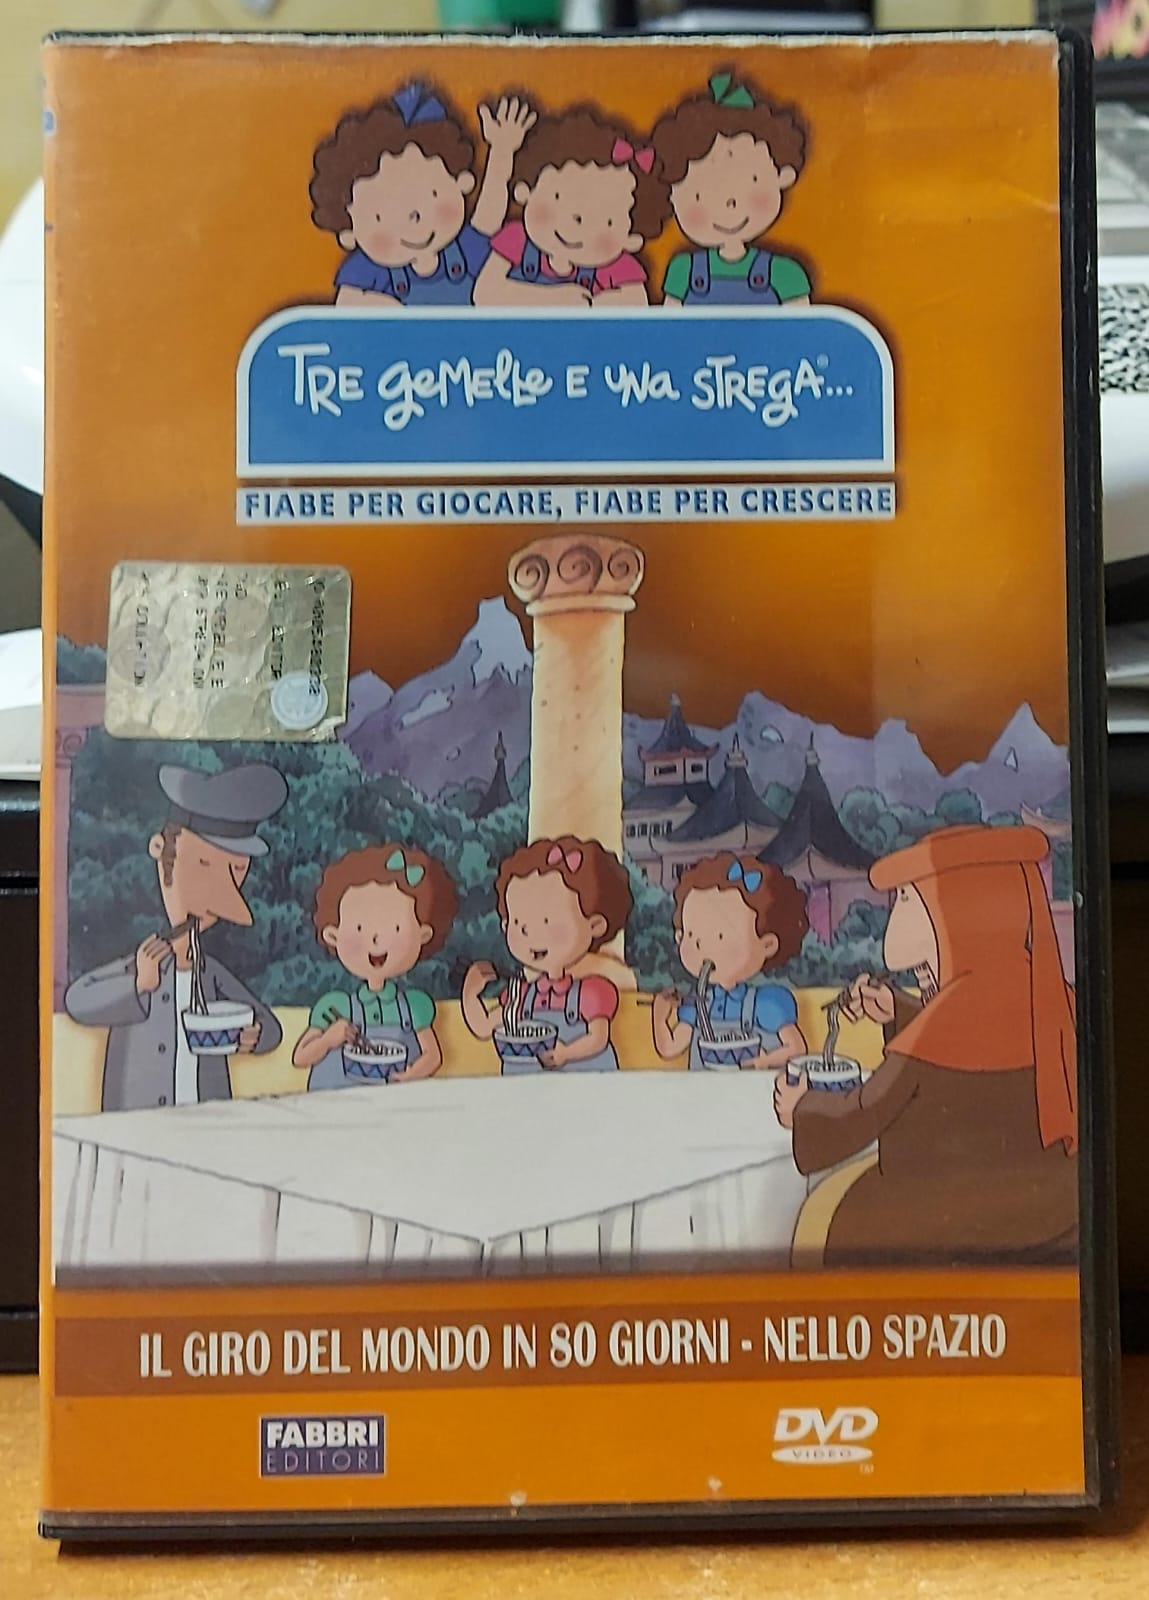 TRE GEMELLE E UNA STREGA®...
FIABE PER GIOCARE, FIABE PER CRESCERE
IL GIRO DEL MONDO IN 80 GIORNI - NELLO SPAZIO
FABBRI
EDITORI
DVD
VIDEO
TM